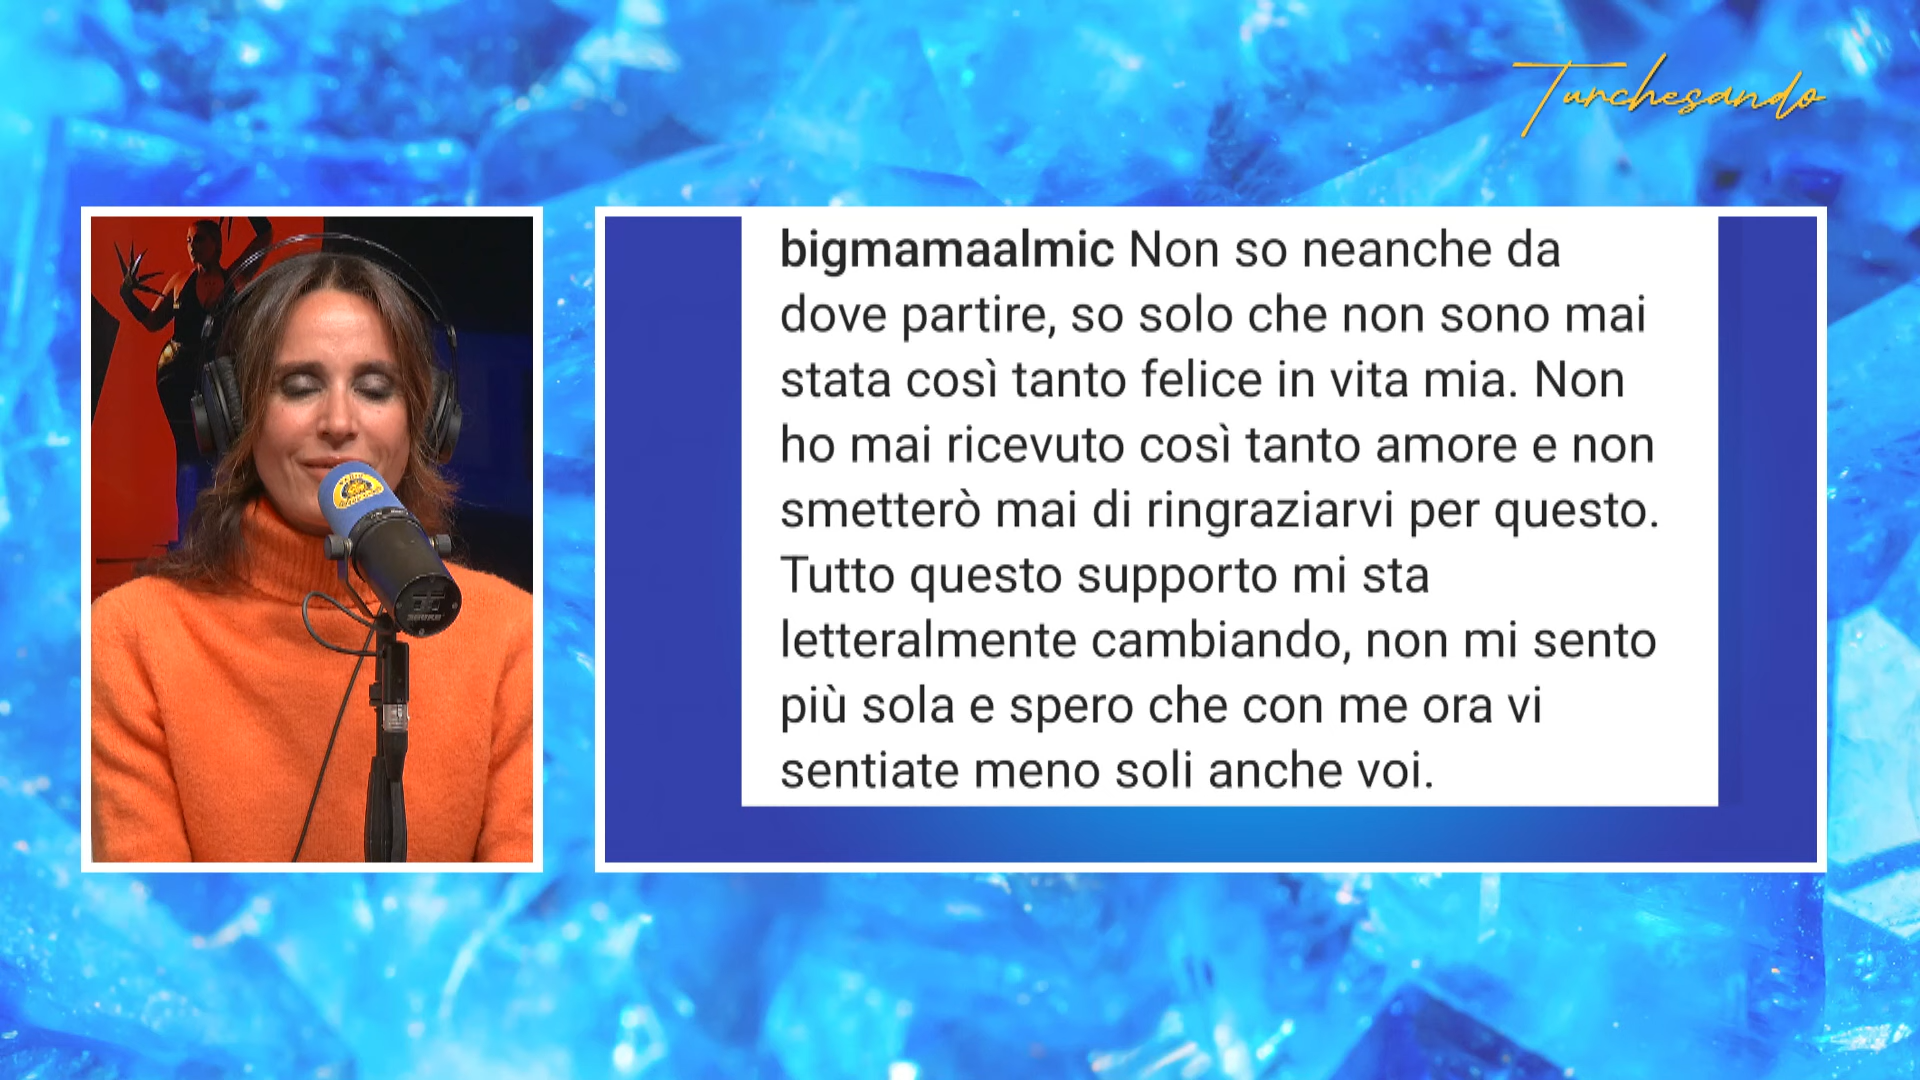 Turchesando
bigmamaalmic Non so neanche da
dove partire, so solo che non sono mai
stata così tanto felice in vita mia. Non
ho mai ricevuto così tanto amore e non
smetterò mai di ringraziarvi per questo.
Tutto questo supporto mi sta
letteralmente cambiando, non mi sento
più sola e spero che con me ora vi
sentiate meno soli anche voi.